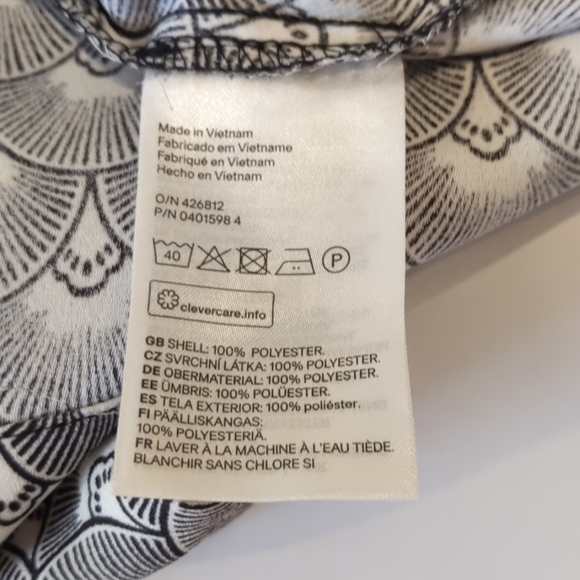 Made in Vietnam
Fabricado em Vietname
Fabriqué en Vietnam
Hecho en Vietnam
O/N 426812
P/N 0401598 4
40 P
clevercare.info
GB SHELL: 100% POLYESTER.
CZ SVRCHNÍ LÁTKA: 100% POLYESTER.
DE OBERMATERIAL: 100% POLYESTER.
EE ÜMBRIS: 100% POLÜESTER.
ES TELA EXTERIOR: 100% poliéster.
FI PÄÄLLISKANGAS:
100% POLYESTERIÄ.
FR LAVER À LA MACHINE À L'EAU TIÈDE.
BLANCHIR SANS CHLORE SI